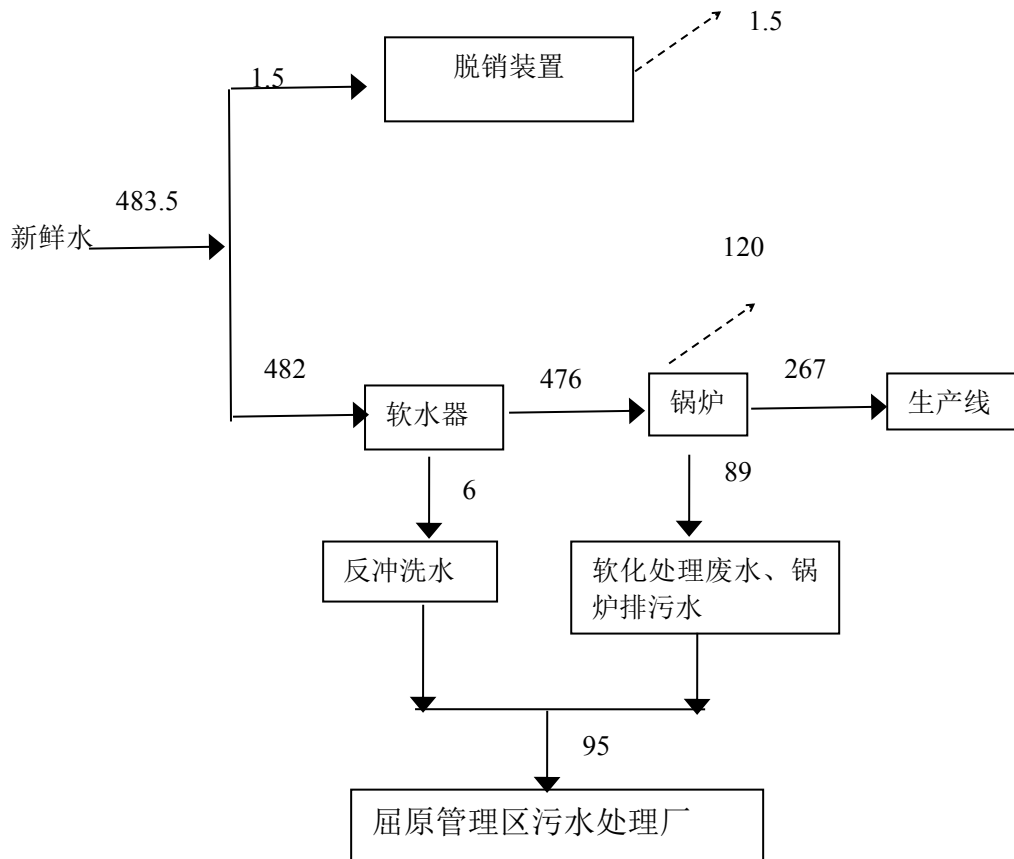 1.5
1.5
脱销装置
483.5
新鲜水
120
482
476
267
软水器
锅炉
生产线
6
89
反冲洗水
软化处理废水、锅
炉排污水
95
屈原管理区污水处理厂